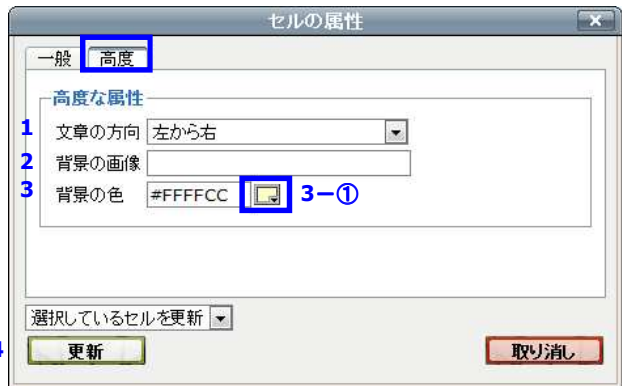 セルの属性
一般 高度
高度な属性
1 文章の方向 左から右
2 背景の画像
3 背景の色 #FFFFCC 3ー①
選択しているセルを更新
4 更新 取り消し